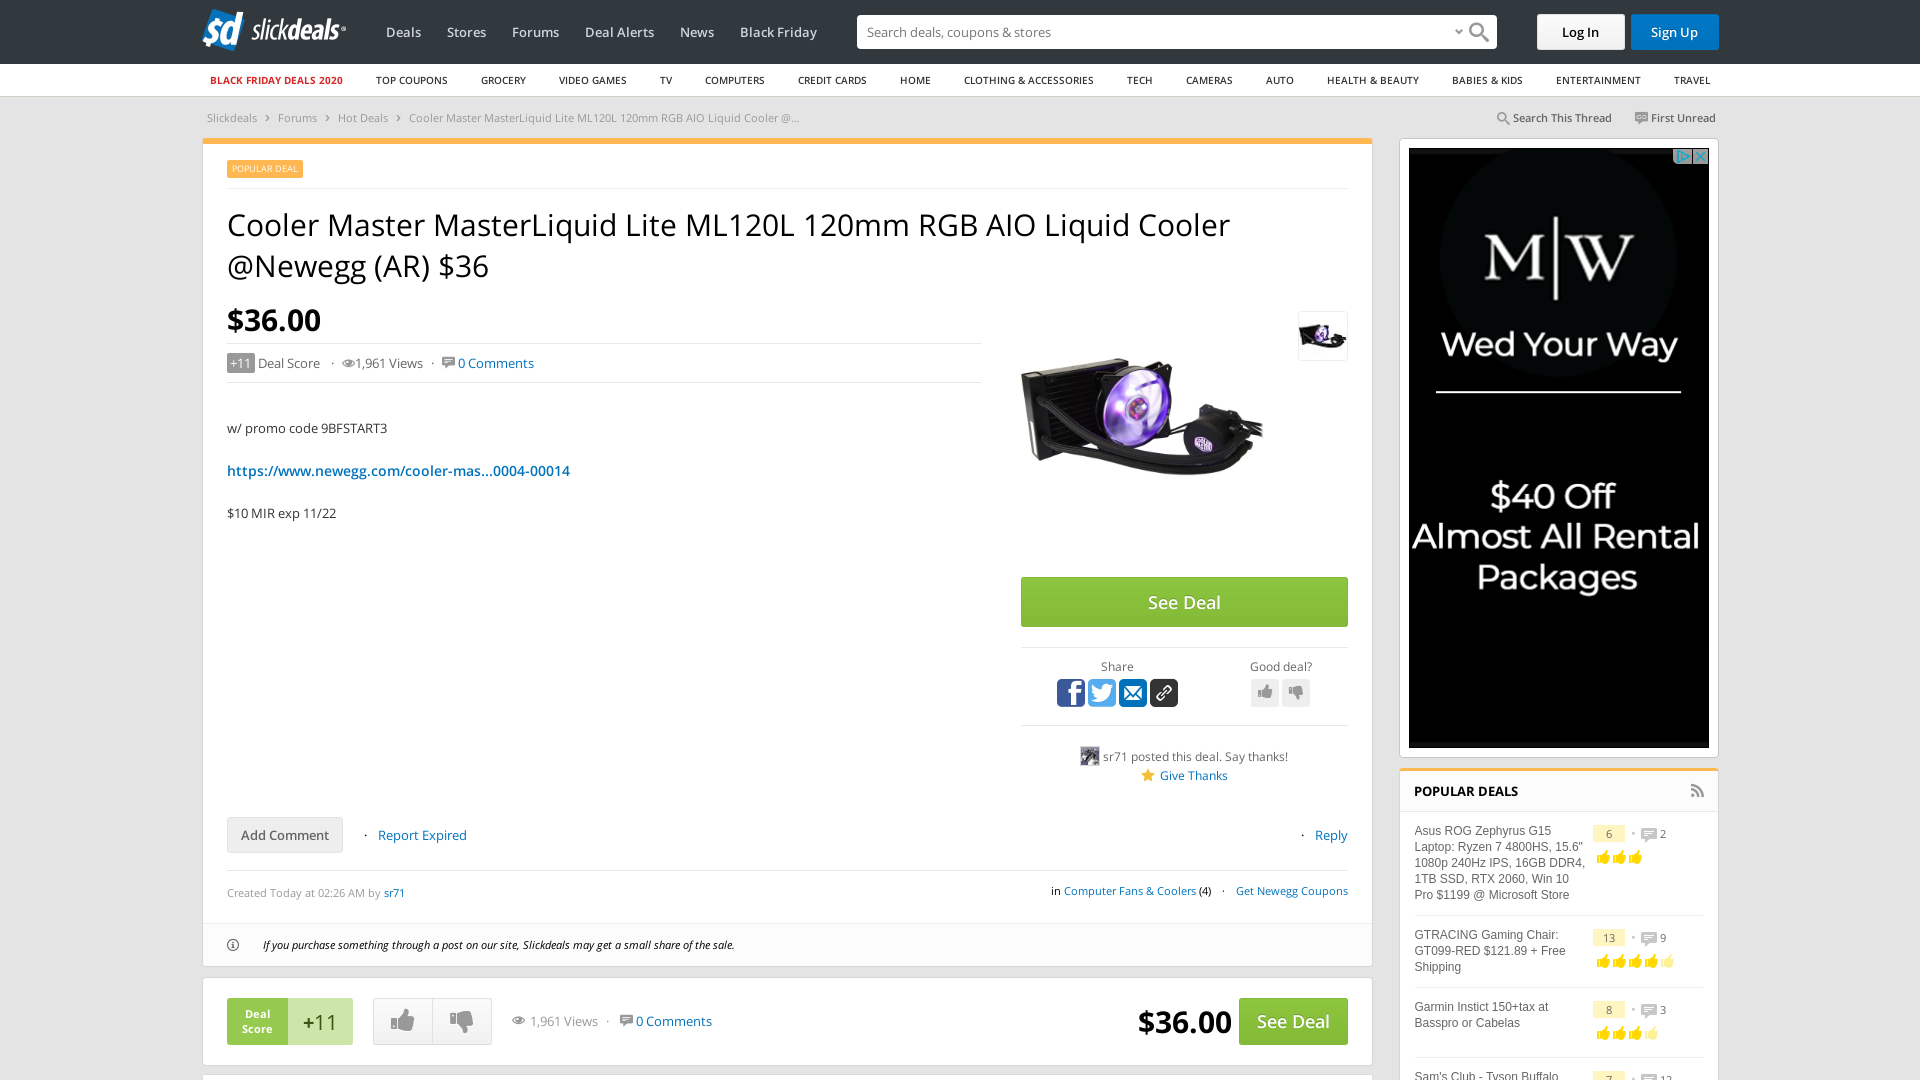 sd slickdeals
Deals Stores Forums Deal Alerts News Black Friday
Search deals, coupons & stores
Log In
Sign Up
BLACK FRIDAY DEALS 2020 TOP COUPONS GROCERY VIDEO GAMES TV COMPUTERS CREDIT CARDS HOME CLOTHING & ACCESSORIES TECH CAMERAS AUTO HEALTH & BEAUTY BABIES & KIDS ENTERTAINMENT TRAVEL
Slickdeals › Forums › Hot Deals › Cooler Master MasterLiquid Lite ML120L 120mm RGB AIO Liquid Cooler @...
Search This Thread
First Unread
POPULAR DEAL
Cooler Master MasterLiquid Lite ML120L 120mm RGB AIO Liquid Cooler
@Newegg (AR) $36
$36.00
+11 Deal Score · 1,961 Views · 0 Comments
w/ promo code 9BFSTART3
https://www.newegg.com/cooler-mas...0004-00014
$10 MIR exp 11/22
See Deal
Share
Good deal?
sr71 posted this deal. Say thanks!
Give Thanks
Add Comment · Report Expired
· Reply
Created Today at 02:26 AM by sr71
in Computer Fans & Coolers (4) · Get Newegg Coupons
If you purchase something through a post on our site, Slickdeals may get a small share of the sale.
Deal
Score
+11
1,961 Views · 0 Comments
$36.00
See Deal
M|W
Wed Your Way
$40 Off
Almost All Rental
Packages
POPULAR DEALS
Asus ROG Zephyrus G15
Laptop: Ryzen 7 4800HS, 15.6"
1080p 240Hz IPS, 16GB DDR4,
1TB SSD, RTX 2060, Win 10
Pro $1199 @ Microsoft Store
6 • 2
GTRACING Gaming Chair:
GT099-RED $121.89 + Free
Shipping
13 • 9
Garmin Instict 150+tax at
Basspro or Cabelas
8 • 3
Sam's Club - Tyson Buffalo
7 • 12